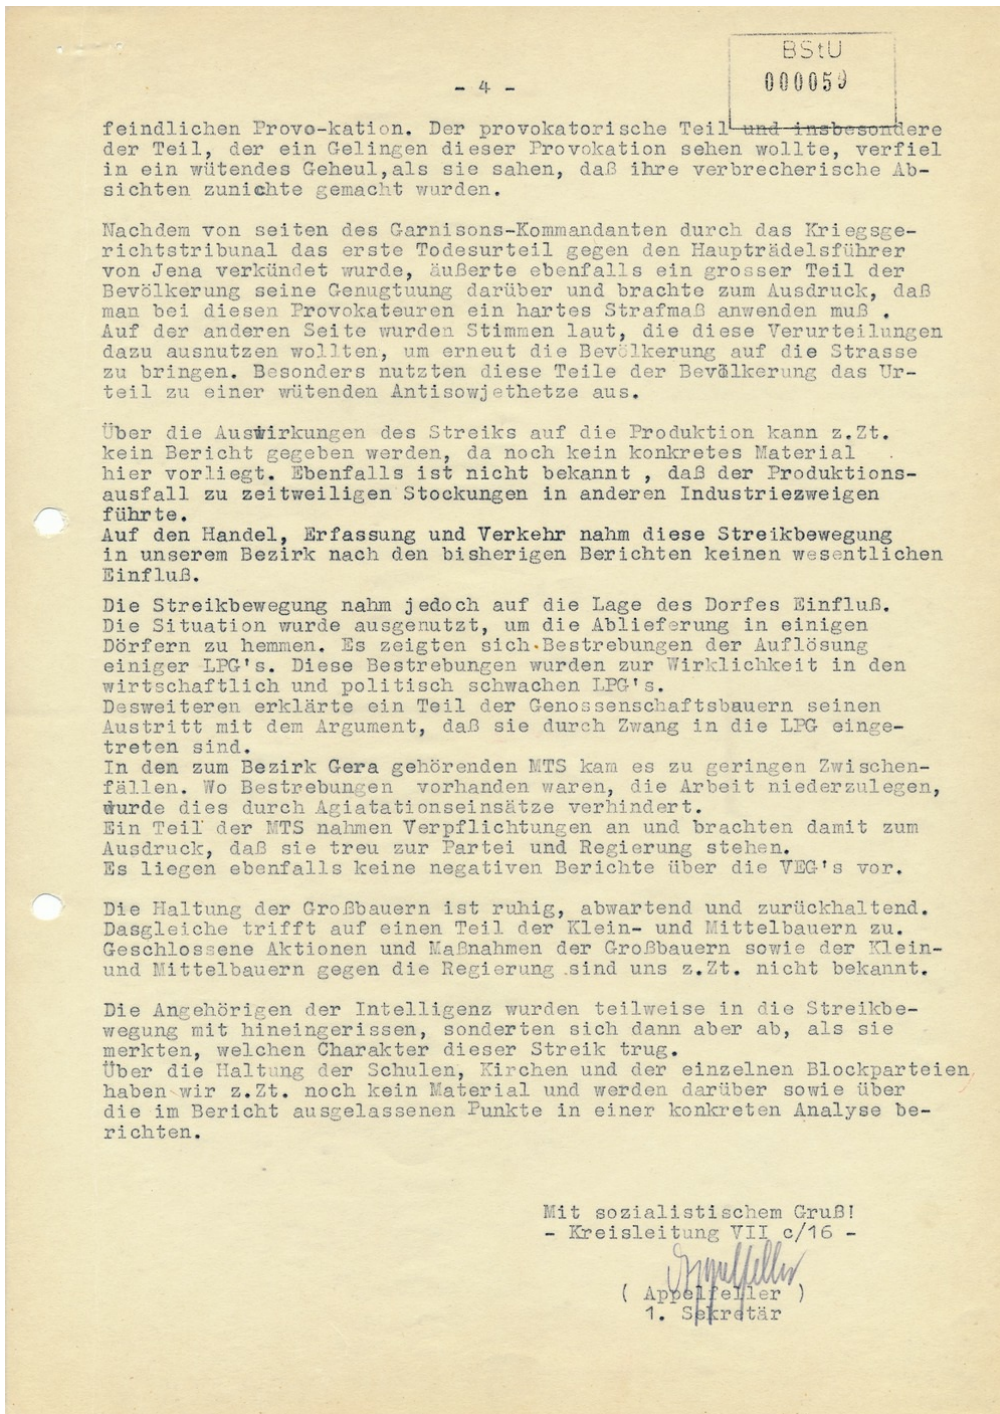 BStU
000059
- 4 -
feindlichen Provo-kation. Der provokatorische Teil und insbesondere
der Teil, der ein Gelingen dieser Provokation sehen wollte, verfiel
in ein wütendes Geheul,als sie sahen, daß ihre verbrecherische Ab-
sichten zunichte gemacht wurden.
Nachdem von seiten des Garnisons-Kommandanten durch das Kriegsge-
richtstribunal das erste Todesurteil gegen den Haupträdelsführer
von Jena verkündet wurde, äußerte ebenfalls ein grosser Teil der
Bevölkerung seine Genugtuung darüber und brachte zum Ausdruck, daß
man bei diesen Provokateuren ein hartes Strafmaß anwenden muß .
Auf der anderen Seite wurden Stimmen laut, die diese Verurteilungen
dazu ausnutzen wollten, um erneut die Bevölkerung auf die Strasse
zu bringen. Besonders nutzten diese Teile der Bevölkerung das Ur-
teil zu einer wütenden Antisowjethetze aus.
Über die Auswirkungen des Streiks auf die Produktion kann z.Zt.
kein Bericht gegeben werden, da noch kein konkretes Material
hier vorliegt. Ebenfalls ist nicht bekannt , daß der Produktions-
ausfall zu zeitweiligen Stockungen in anderen Industriezweigen
führte.
Auf den Handel, Erfassung und Verkehr nahm diese Streikbewegung
in unserem Bezirk nach den bisherigen Berichten keinen wesentlichen
Einfluß.
Die Streikbewegung nahm jedoch auf die Lage des Dorfes Einfluß.
Die Situation wurde ausgenutzt, um die Ablieferung in einigen
Dörfern zu hemmen. Es zeigten sich Bestrebungen der Auflösung
einiger LPG's. Diese Bestrebungen wurden zur Wirklichkeit in den
wirtschaftlich und politisch schwachen LPG's.
Desweiteren erklärte ein Teil der Genossenschaftsbauern seinen
Austritt mit dem Argument, daß sie durch Zwang in die LPG einge-
treten sind.
In den zum Bezirk Gera gehörenden MTS kam es zu geringen Zwischen-
fällen. Wo Bestrebungen vorhanden waren, die Arbeit niederzulegen,
wurde dies durch Agiatationseinsätze verhindert.
Ein Teil der MTS nahmen Verpflichtungen an und brachten damit zum
Ausdruck, daß sie treu zur Partei und Regierung stehen.
Es liegen ebenfalls keine negativen Berichte über die VEG's vor.
Die Haltung der Großbauern ist ruhig, abwartend und zurückhaltend.
Dasgleiche trifft auf einen Teil der Klein- und Mittelbauern zu.
Geschlossene Aktionen und Maßnahmen der Großbauern sowie der Klein-
und Mittelbauern gegen die Regierung sind uns z.Zt. nicht bekannt.
Die Angehörigen der Intelligenz wurden teilweise in die Streikbe-
wegung mit hineingerissen, sonderten sich dann aber ab, als sie
merkten, welchen Charakter dieser Streik trug.
Über die Haltung der Schulen, Kirchen und der einzelnen Blockparteien
haben wir z.Zt. noch kein Material und werden darüber sowie über
die im Bericht ausgelassenen Punkte in einer konkreten Analyse be-
richten.
Mit sozialistischem Gruß!
- Kreisleitung VII c/16 -
Appelfeller
( Appelfeller )
1. Sekretär